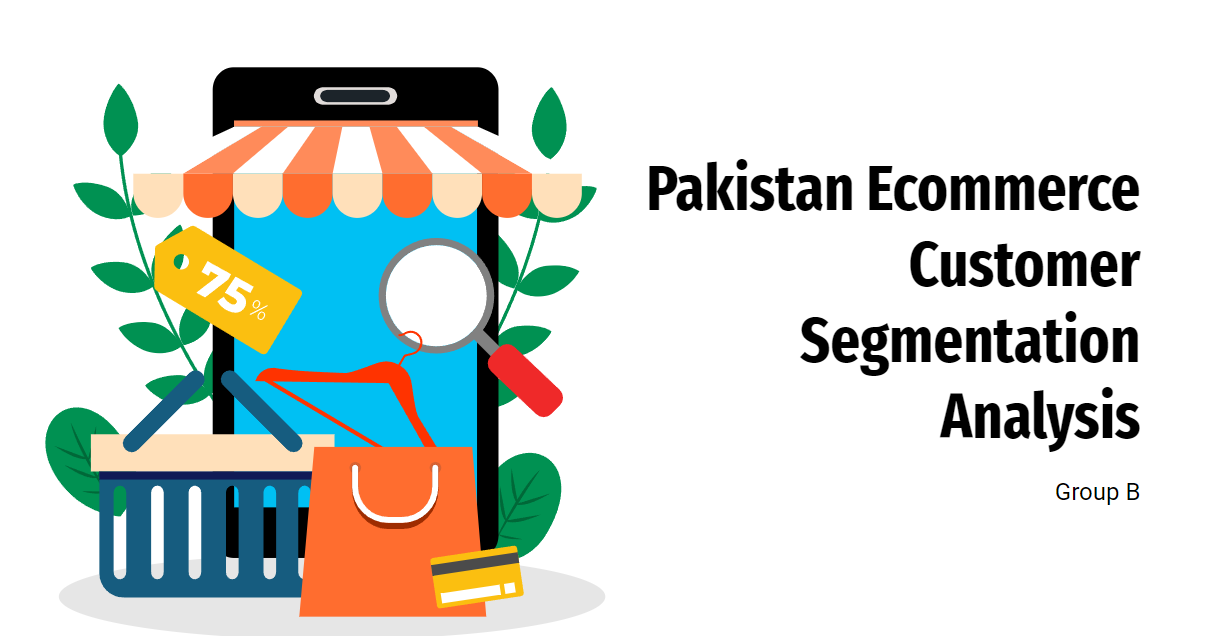 75%
Pakistan Ecommerce
Customer
Segmentation
Analysis
Group B